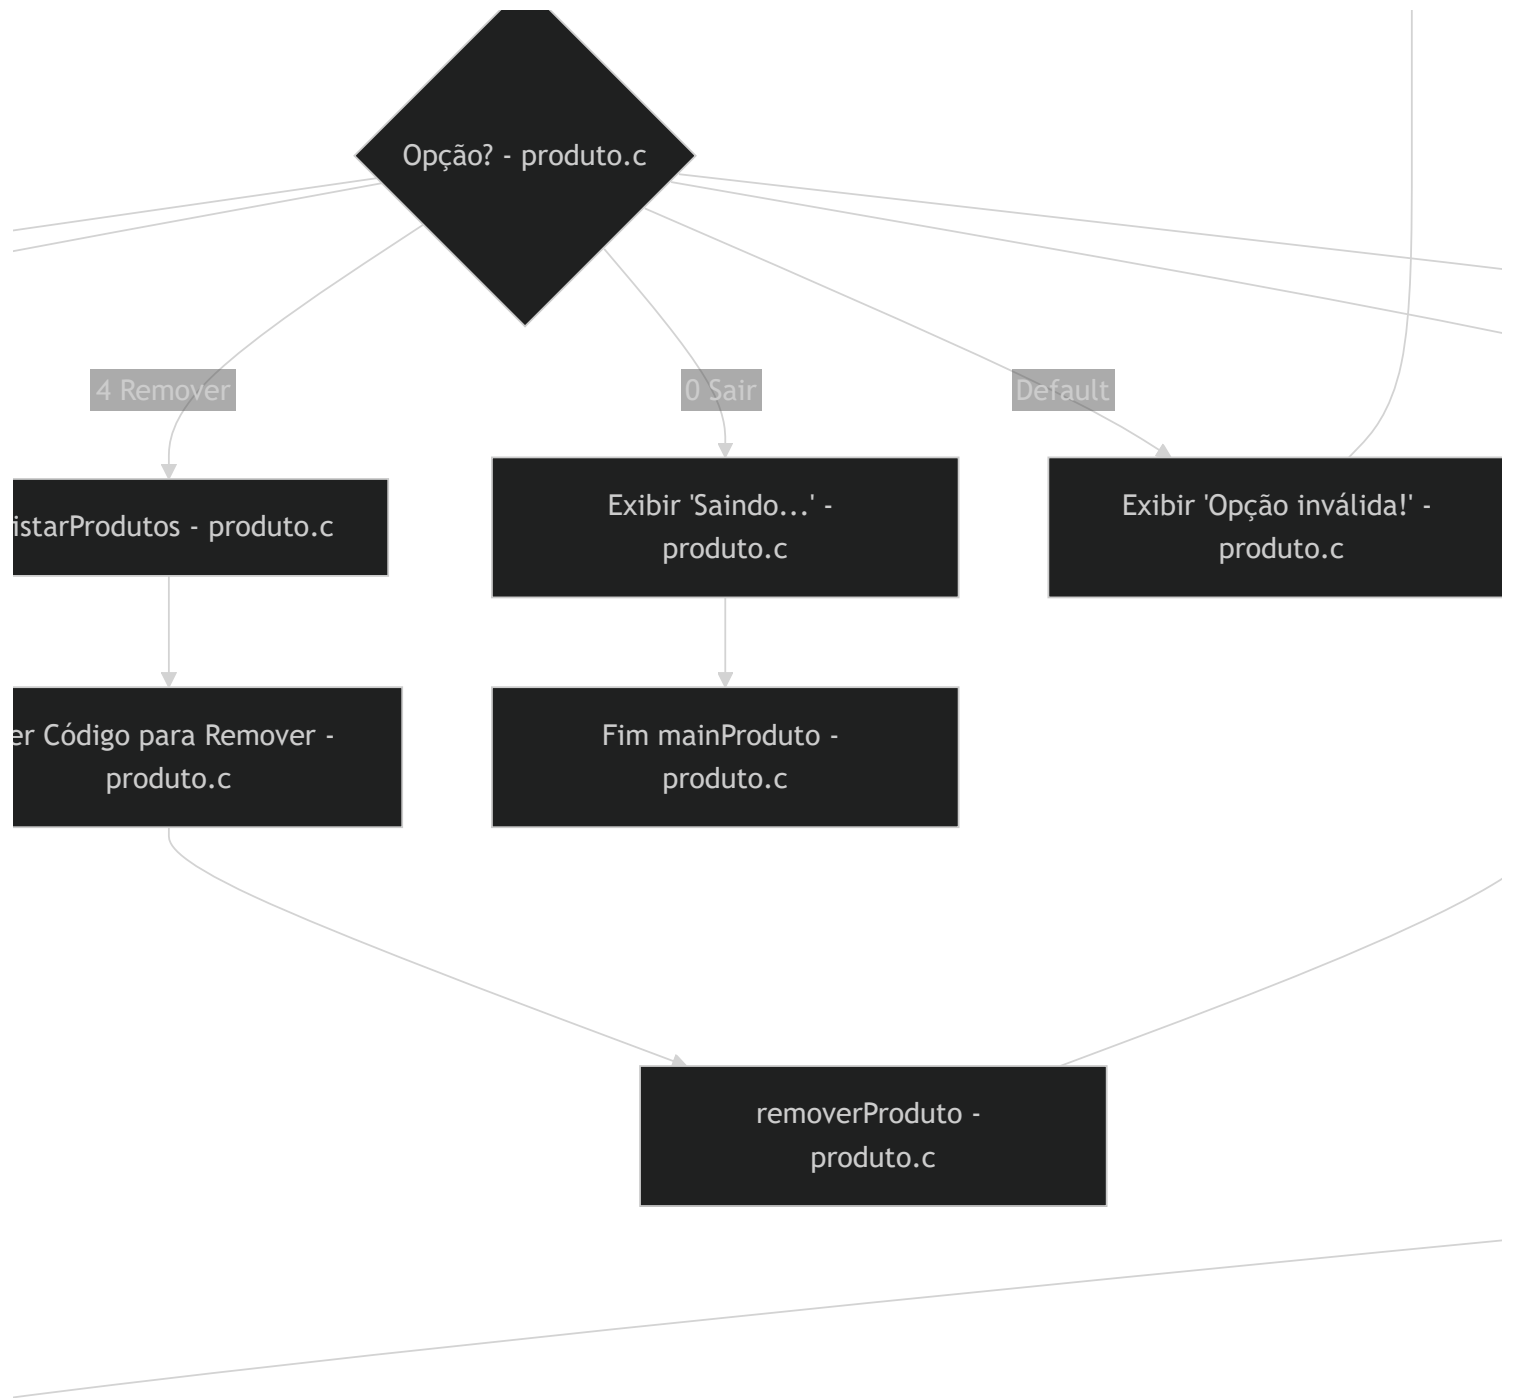 Opção? - produto.c
4 Remover
0 Sair
Default
istarProdutos - produto.c
Exibir 'Saindo...' -
produto.c
Exibir 'Opção inválida!' -
produto.c
er Código para Remover -
produto.c
Fim mainProduto -
produto.c
removerProduto -
produto.c